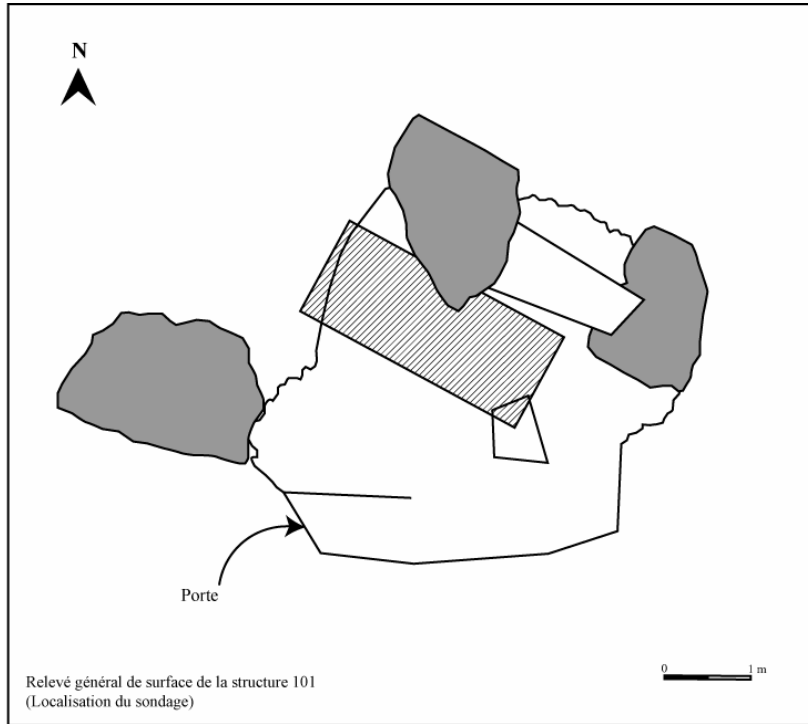 N
Porte
0 1 m
Relevé général de surface de la structure 101
(Localisation du sondage)